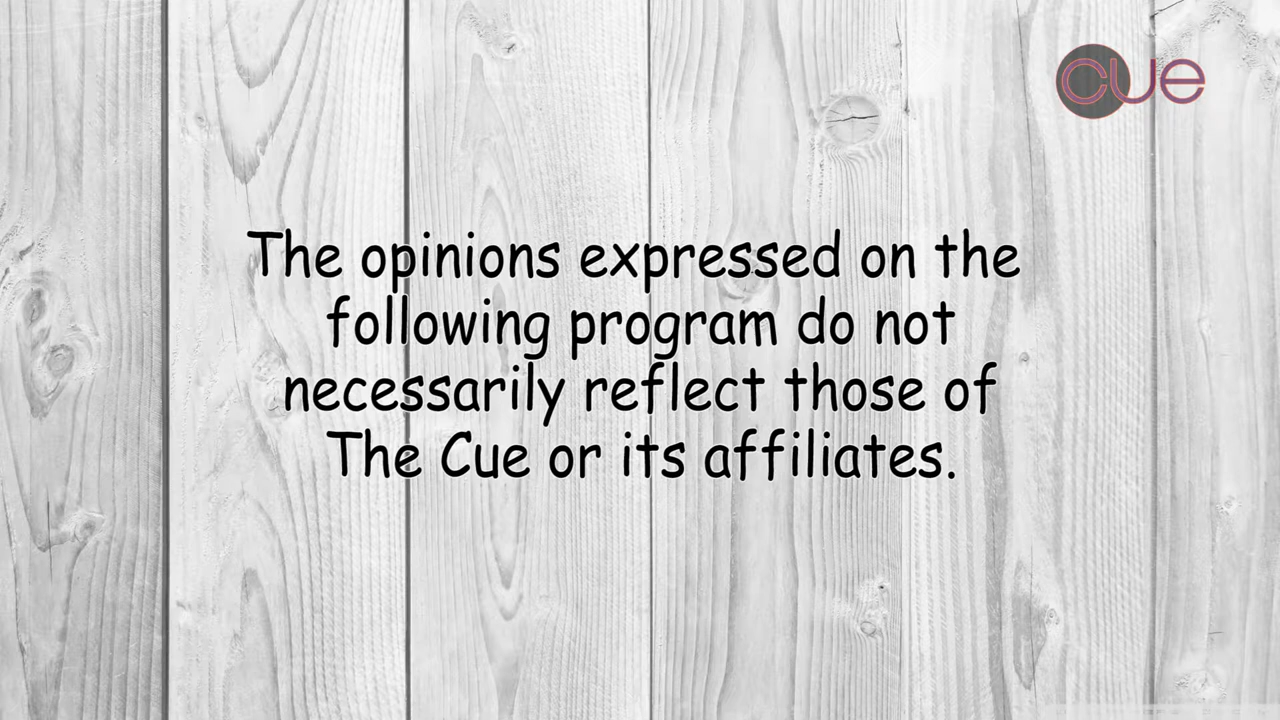 cue
The opinions expressed on the
following program do not
necessarily reflect those of
The Cue or its affiliates.